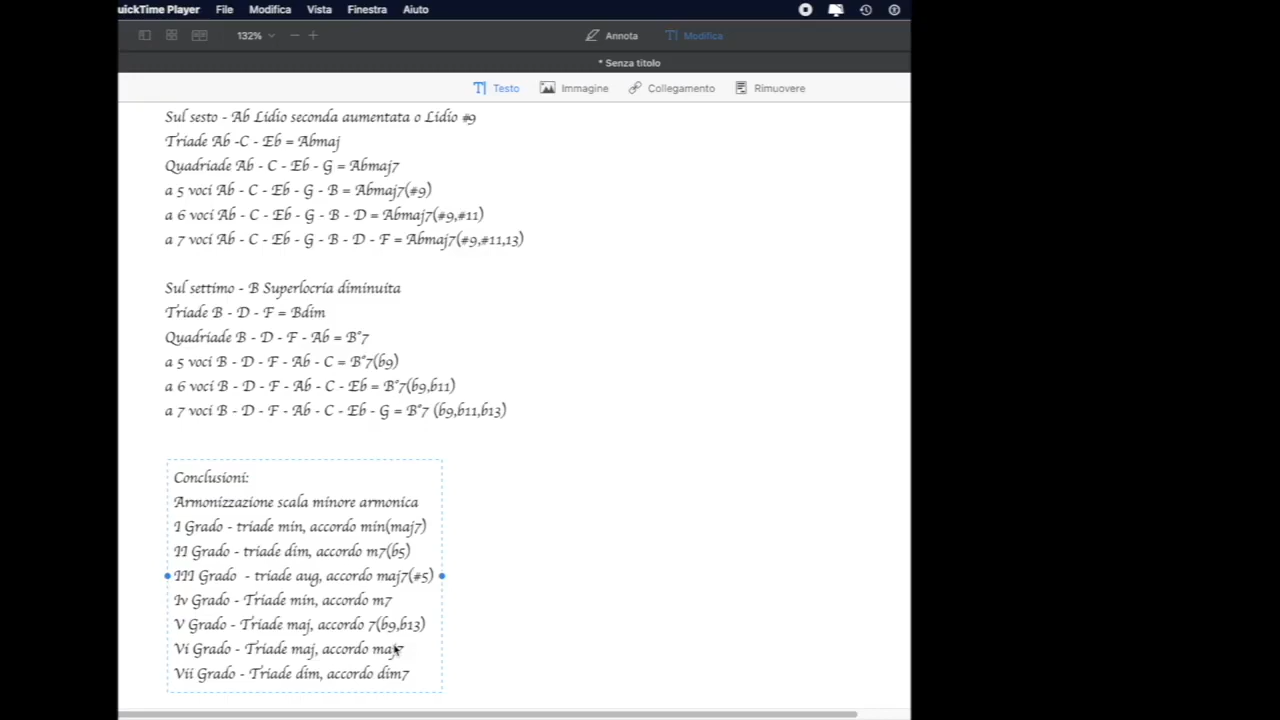 uickTime Player File Modifica Vista Finestra Aiuto
132% Annota Modifica
* Senza titolo
Testo Immagine Collegamento Rimuovere
Sul sesto - Ab Lidio seconda aumentata o Lidio #9
Triade Ab -C - Eb = Abmaj
Quadriade Ab - C - Eb - G = Abmaj7
a 5 voci Ab - C - Eb - G - B = Abmaj7(#9)
a 6 voci Ab - C - Eb - G - B - D = Abmaj7(#9,#11)
a 7 voci Ab - C - Eb - G - B - D - F = Abmaj7(#9,#11,13)
Sul settimo - B Superlocria diminuita
Triade B - D - F = Bdim
Quadriade B - D - F - Ab = B°7
a 5 voci B - D - F - Ab - C = B°7(b9)
a 6 voci B - D - F - Ab - C - Eb = B°7(b9,b11)
a 7 voci B - D - F - Ab - C - Eb - G = B°7 (b9,b11,b13)
Conclusioni:
Armonizzazione scala minore armonica
I Grado - triade min, accordo min(maj7)
II Grado - triade dim, accordo m7(b5)
III Grado - triade aug, accordo maj7(#5)
Iv Grado - Triade min, accordo m7
V Grado - Triade maj, accordo 7(b9,b13)
Vi Grado - Triade maj, accordo maj7
Vii Grado - Triade dim, accordo dim7